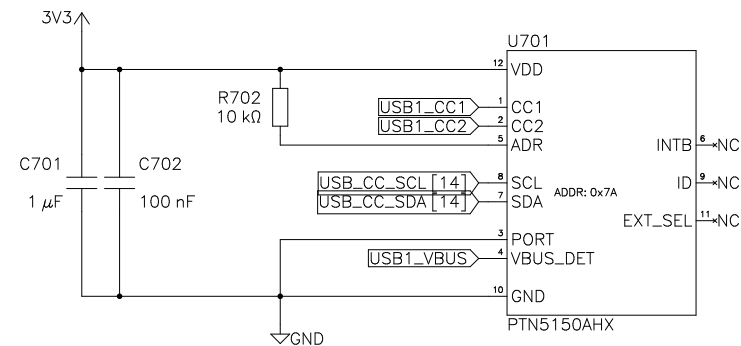 3V3
U701
12 VDD
R702
10 kΩ
USB1_CC1 1 CC1
USB1_CC2 2 CC2
5 ADR
INTB 6 NC
C701
C702
1 µF
100 nF
USB_CC_SCL [14] 8 SCL
ADDR: 0x7A
ID 9 NC
USB_CC_SDA [14] 7 SDA
EXT_SEL 11 NC
3 PORT
USB1_VBUS 4 VBUS_DET
10 GND
PTN5150AHX
GND